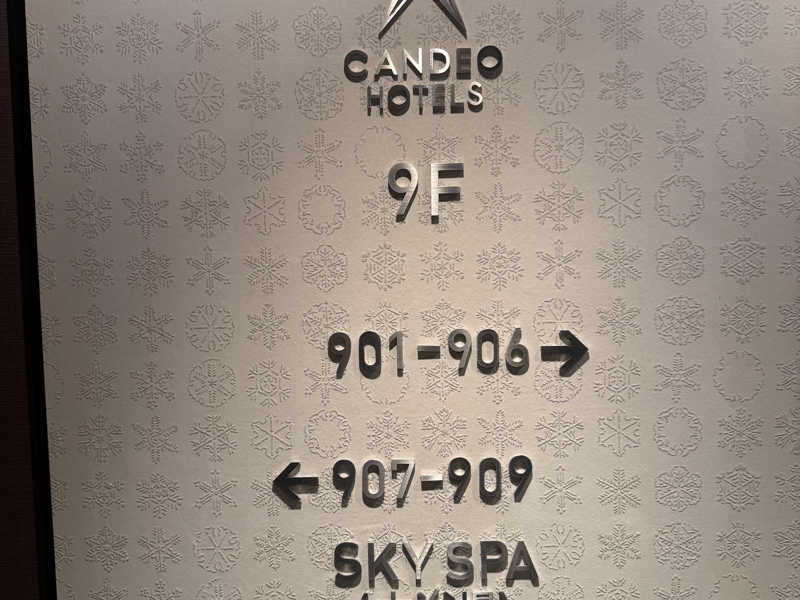 CANDEO
HOTELS
9F
901-906 →
← 907-909
SKY SPA